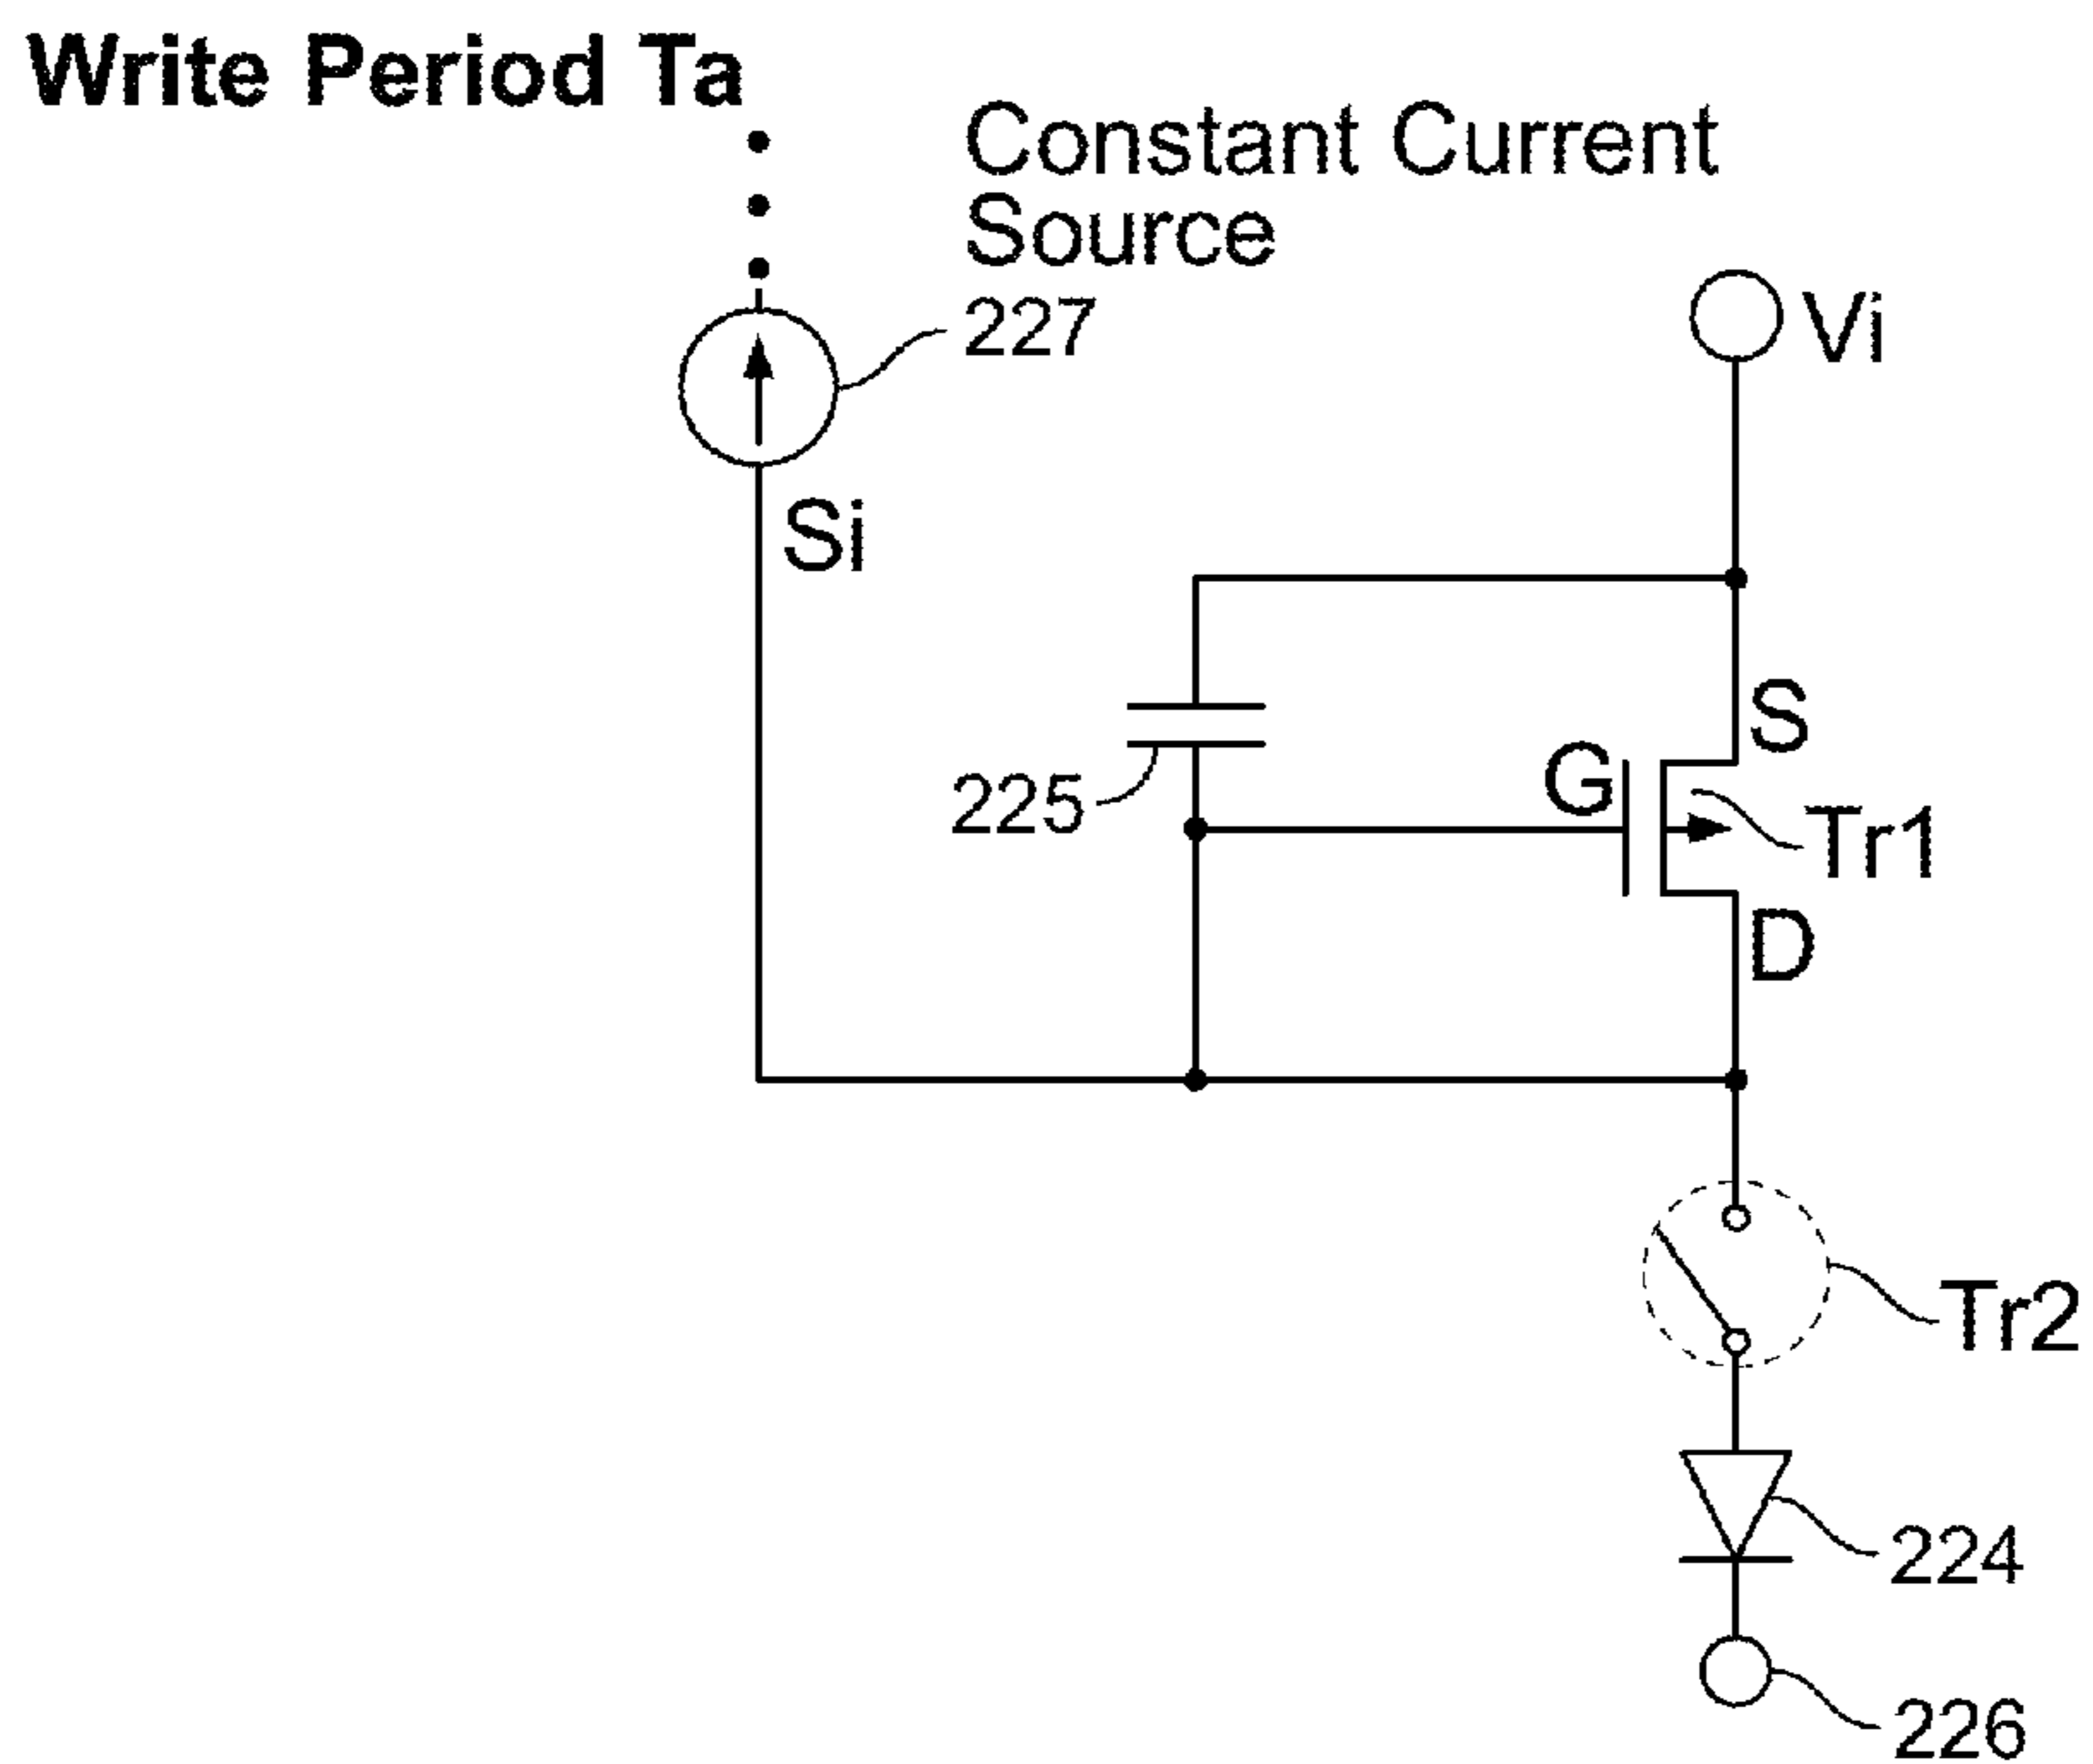 Write Period Ta
Constant Current
Source
227
Vi
Si
S
G
225
Tr1
D
Tr2
224
226